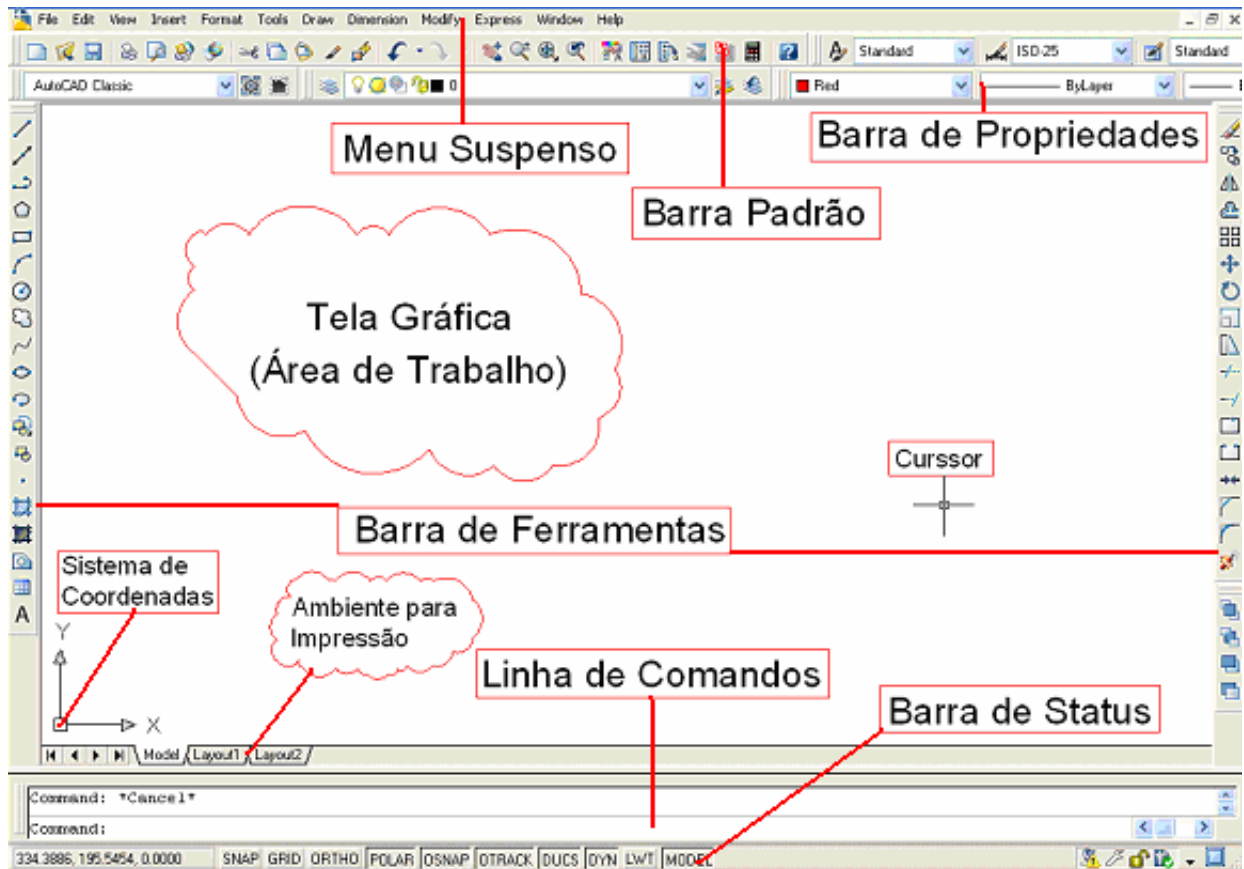 File Edit View Insert Format Tools Draw Dimension Modify Express Window Help
Standard ISO-25 Standard
AutoCAD Classic 0 Red ByLayer
Menu Suspenso
Barra de Propriedades
Barra Padrão
Tela Gráfica
(Área de Trabalho)
Curssor
Barra de Ferramentas
Sistema de
Coordenadas
Ambiente para
Impressão
A
Y
Linha de Comandos
Barra de Status
X
Model Layout1 Layout2
Command: *Cancel*
Command:
334.3886, 195.5454, 0.0000 SNAP GRID ORTHO POLAR OSNAP OTRACK DUCS DYN LWT MODEL